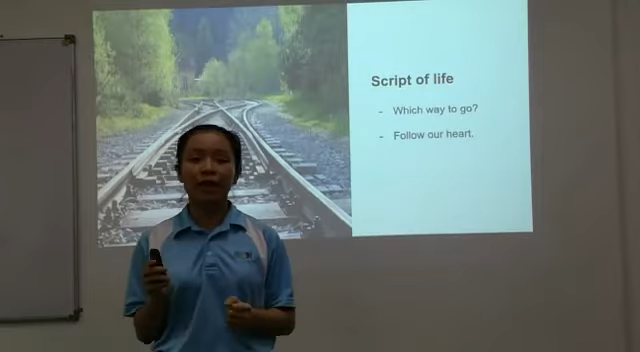 Script of life
- Which way to go?
- Follow our heart.